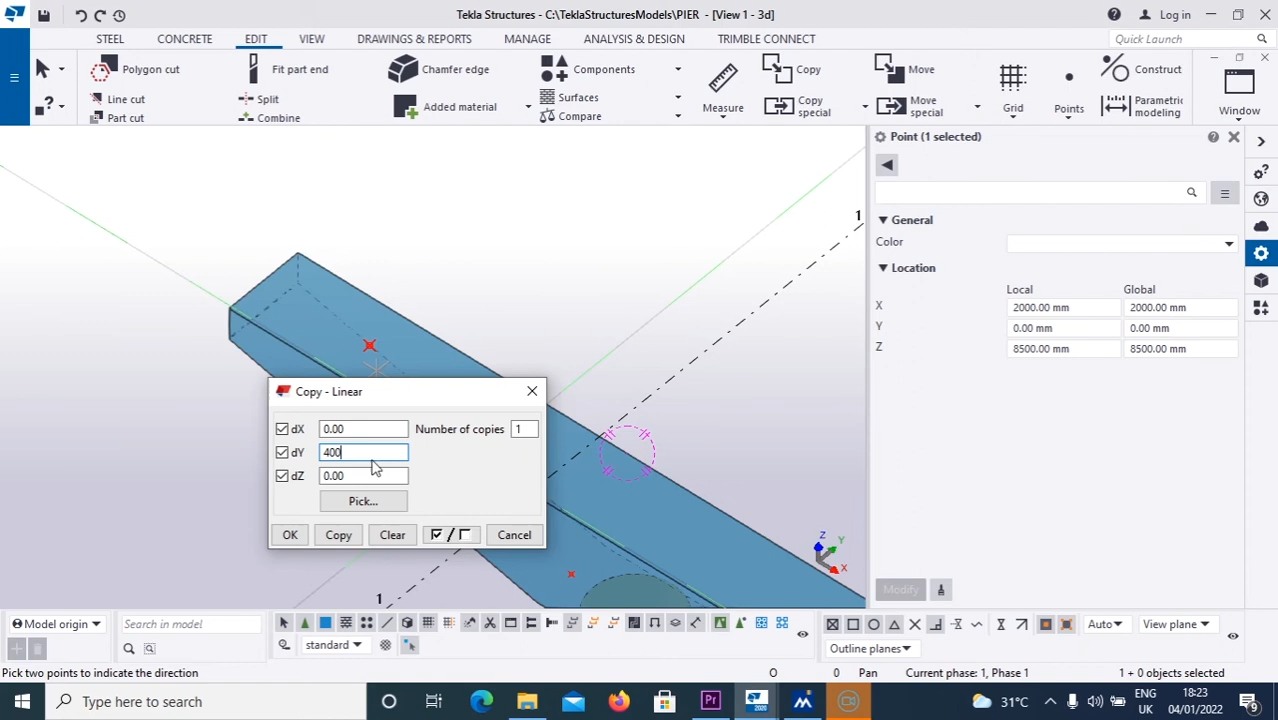 Tekla Structures - C:\TeklaStructuresModels\PIER - [View 1 - 3d]
Log in
STEEL CONCRETE EDIT VIEW DRAWINGS & REPORTS MANAGE ANALYSIS & DESIGN TRIMBLE CONNECT
Quick Launch
Polygon cut
Line cut
Part cut
Fit part end
Split
Combine
Chamfer edge
Added material
Components
Surfaces
Compare
Measure
Copy
Copy special
Move
Move special
Grid
Points
Construct
Parametric modeling
Window
Point (1 selected)
General
Color
Location
Local Global
X 2000.00 mm 2000.00 mm
Y 0.00 mm 0.00 mm
Z 8500.00 mm 8500.00 mm
Modify
1
Copy - Linear
dX 0.00 Number of copies 1
dY 400
dZ 0.00
Pick...
OK Copy Clear / Cancel
1
Z
Y
X
Model origin
Search in model
standard
Auto
View plane
Outline planes
Pick two points to indicate the direction
O 0 Pan Current phase: 1, Phase 1 1 + 0 objects selected
Type here to search
Pr
2020
31°C
ENG
UK
18:23
04/01/2022
9